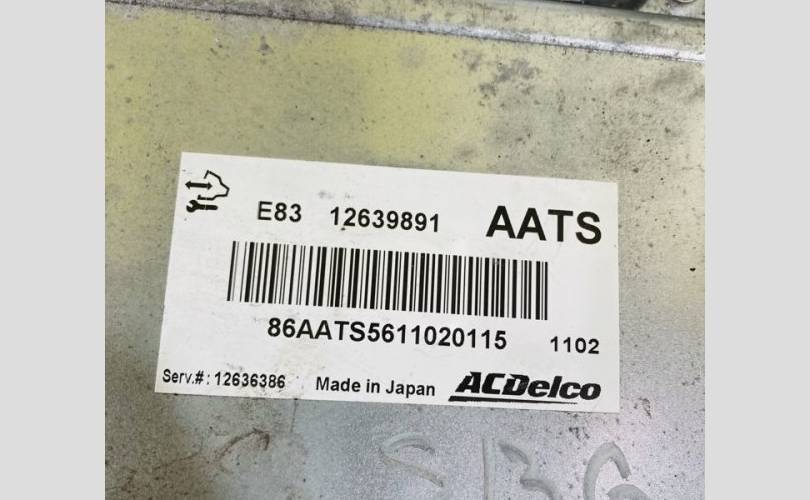 E83 12639891 AATS
86AATS5611020115 1102
Serv.#: 12636386 Made in Japan ACDelco